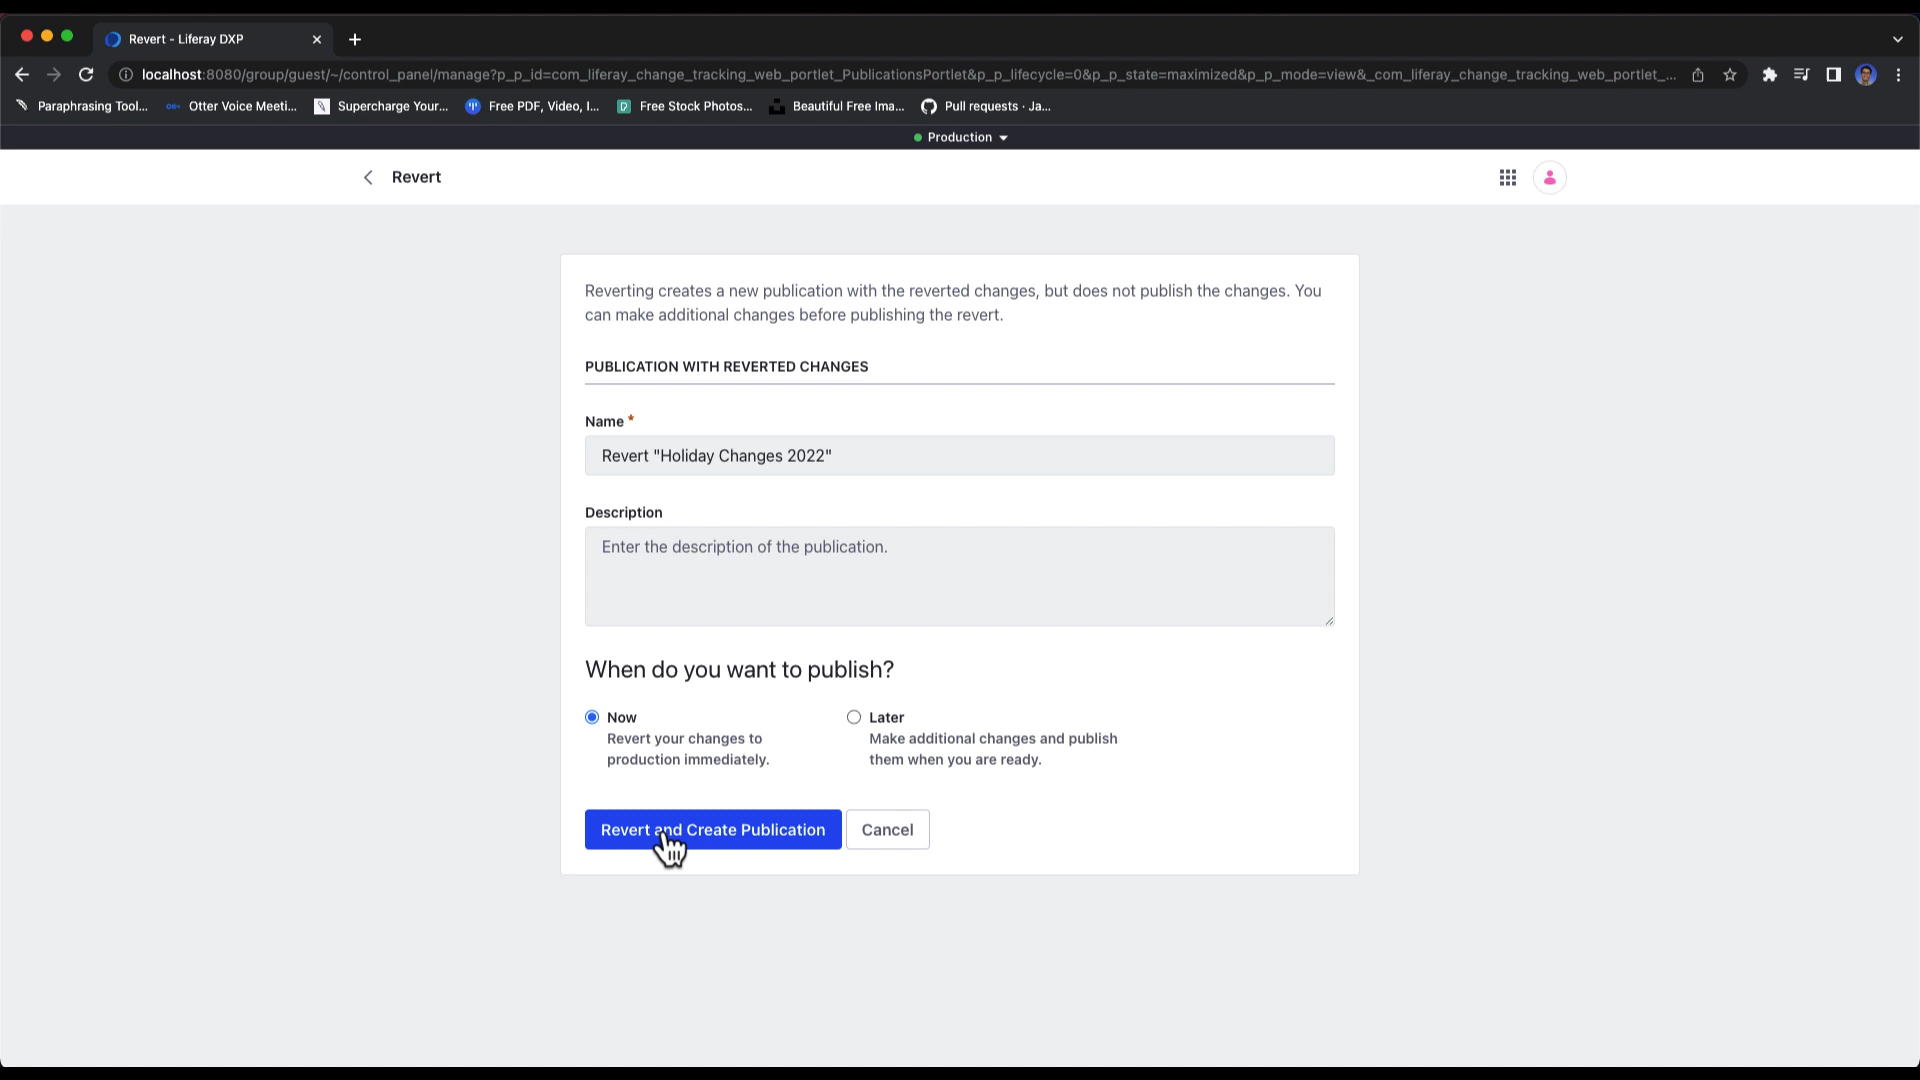 Revert - Liferay DXP
localhost:8080/group/guest/~/control_panel/manage?p_p_id=com_liferay_change_tracking_web_portlet_PublicationsPortlet&p_p_lifecycle=0&p_p_state=maximized&p_p_mode=view&_com_liferay_change_tracking_web_portlet_...
Paraphrasing Tool... Otter Voice Meeti... Supercharge Your... Free PDF, Video, I... Free Stock Photos... Beautiful Free Ima... Pull requests · Ja...
Production
Revert
Reverting creates a new publication with the reverted changes, but does not publish the changes. You
can make additional changes before publishing the revert.
PUBLICATION WITH REVERTED CHANGES
Name *
Revert "Holiday Changes 2022"
Description
Enter the description of the publication.
When do you want to publish?
Now
Revert your changes to
production immediately.
Later
Make additional changes and publish
them when you are ready.
Revert and Create Publication
Cancel